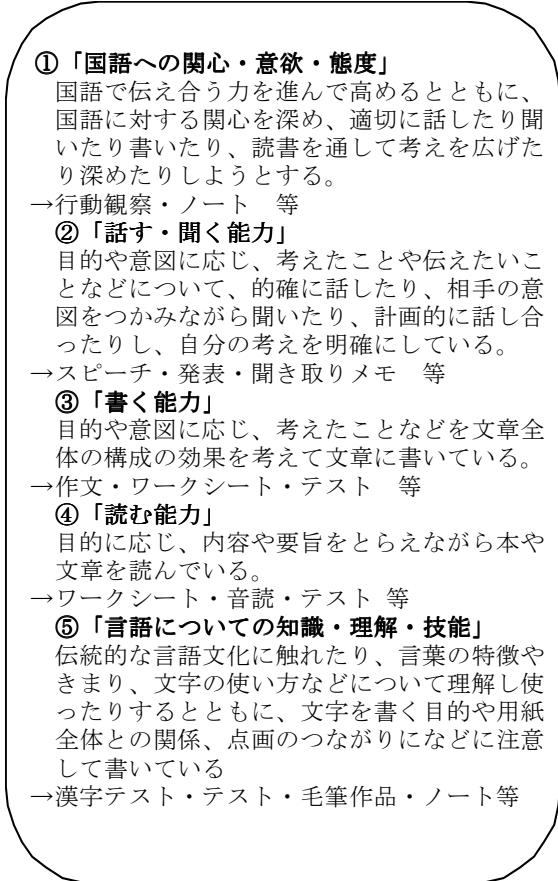 ①「国語への関心・意欲・態度」
国語で伝え合う力を進んで高めるとともに、
国語に対する関心を深め、適切に話したり聞
いたり書いたり、読書を通して考えを広げた
り深めたりしようとする。
→行動観察・ノート　等
②「話す・聞く能力」
目的や意図に応じ、考えたことや伝えたいこ
となどについて、的確に話したり、相手の意
図をつかみながら聞いたり、計画的に話し合
ったりし、自分の考えを明確にしている。
→スピーチ・発表・聞き取りメモ　等
③「書く能力」
目的や意図に応じ、考えたことなどを文章全
体の構成の効果を考えて文章に書いている。
→作文・ワークシート・テスト　等
④「読む能力」
目的に応じ、内容や要旨をとらえながら本や
文章を読んでいる。
→ワークシート・音読・テスト 等
⑤「言語についての知識・理解・技能」
伝統的な言語文化に触れたり、言葉の特徴や
きまり、文字の使い方などについて理解し使
ったりするとともに、文字を書く目的や用紙
全体との関係、点画のつながりになどに注意
して書いている
→漢字テスト・テスト・毛筆作品・ノート等